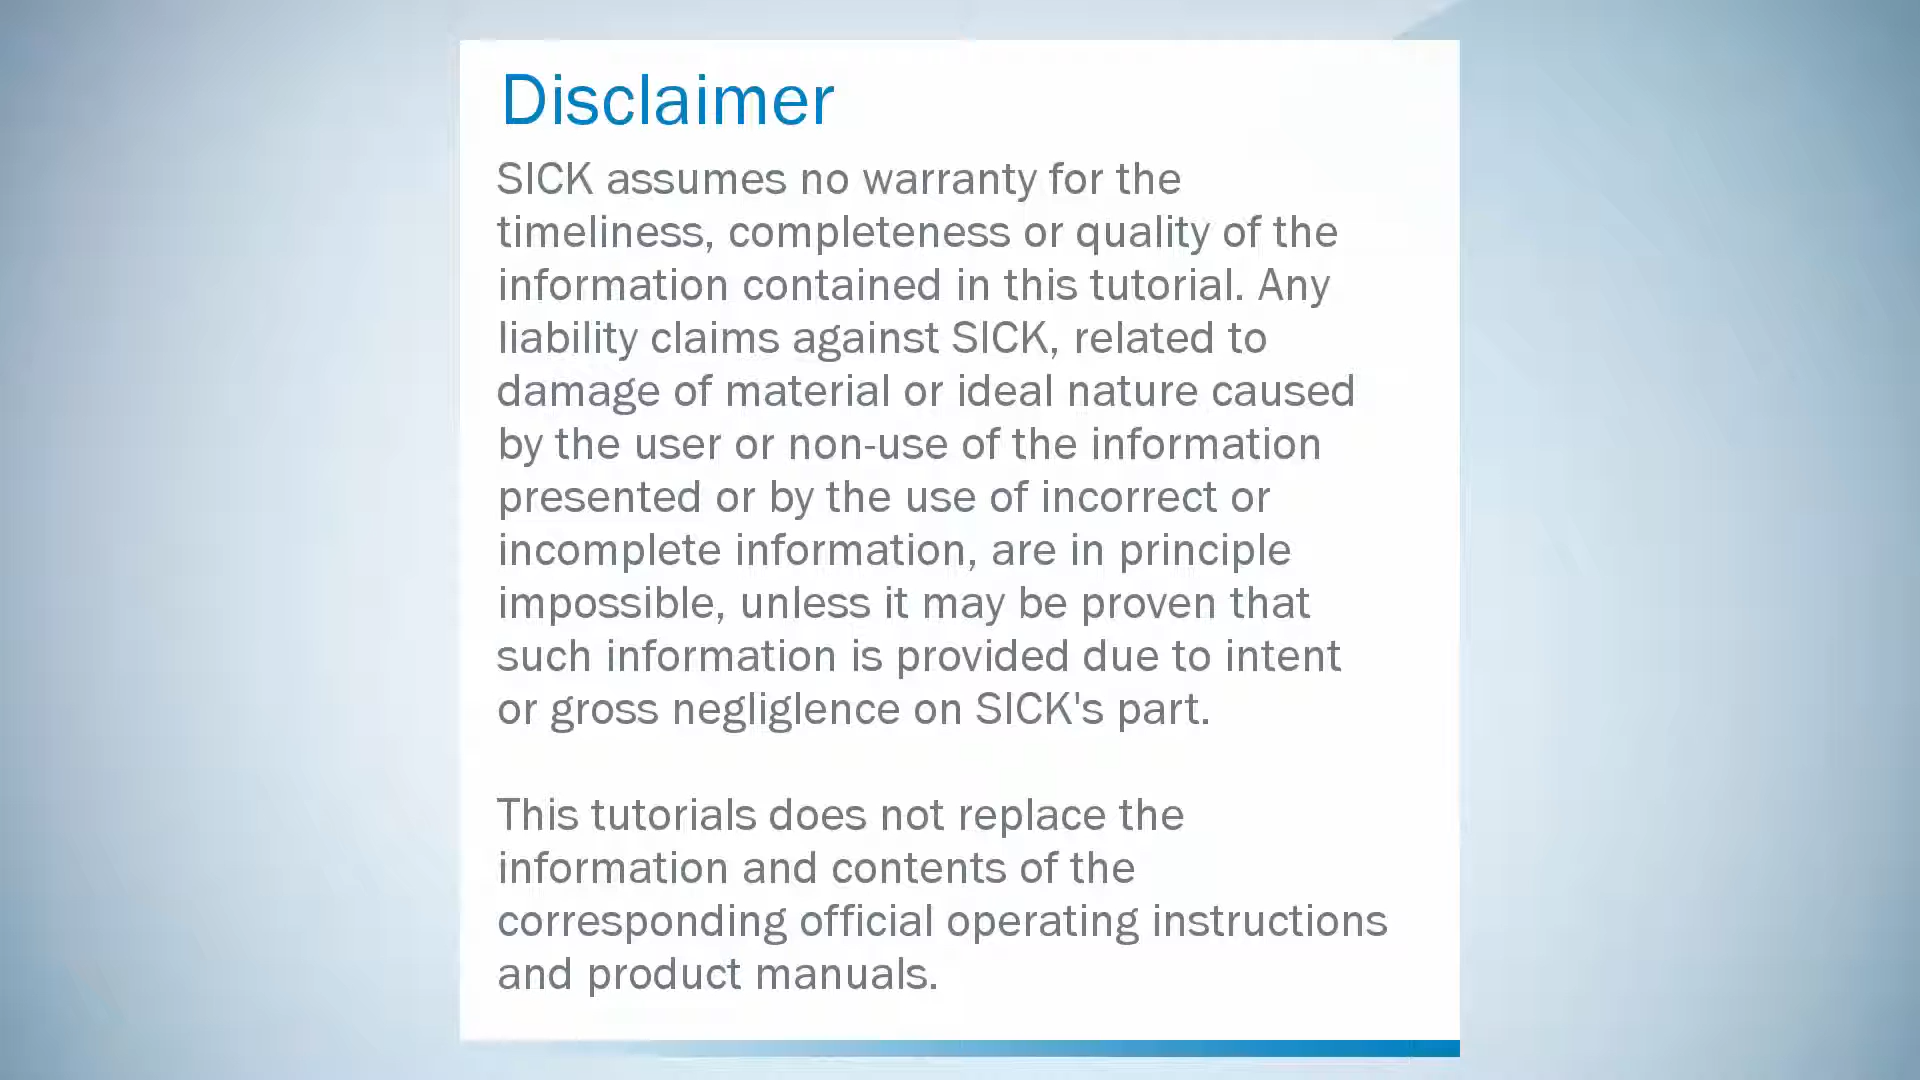 Disclaimer
SICK assumes no warranty for the
timeliness, completeness or quality of the
information contained in this tutorial. Any
liability claims against SICK, related to
damage of material or ideal nature caused
by the user or non-use of the information
presented or by the use of incorrect or
incomplete information, are in principle
impossible, unless it may be proven that
such information is provided due to intent
or gross negliglence on SICK's part.
This tutorials does not replace the
information and contents of the
corresponding official operating instructions
and product manuals.